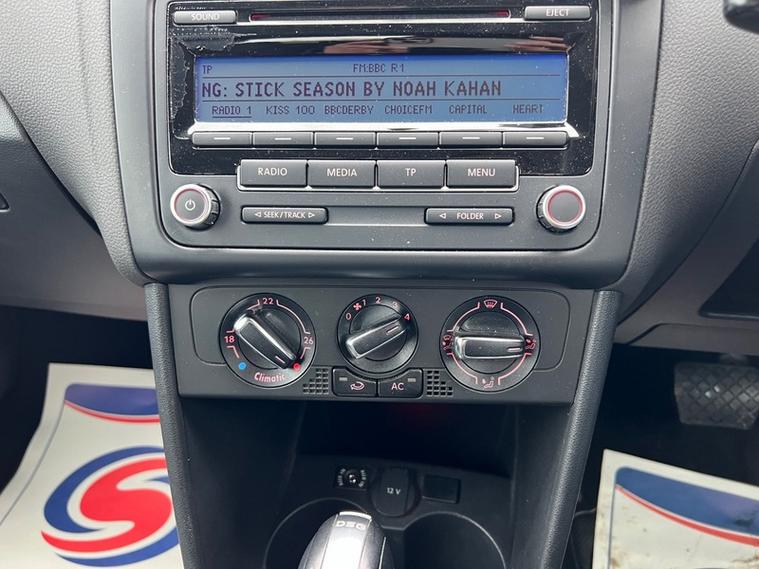 SOUND EJECT
TP FM:BBC R1
NG: STICK SEASON BY NOAH KAHAN
RADIO 1 KISS 100 BBCDERBY CHOICEFM CAPITAL HEART
RADIO MEDIA TP MENU
SEEK/TRACK FOLDER
22
18 26
Climatic
0 1 2 3 4
AC
12 V
DSG